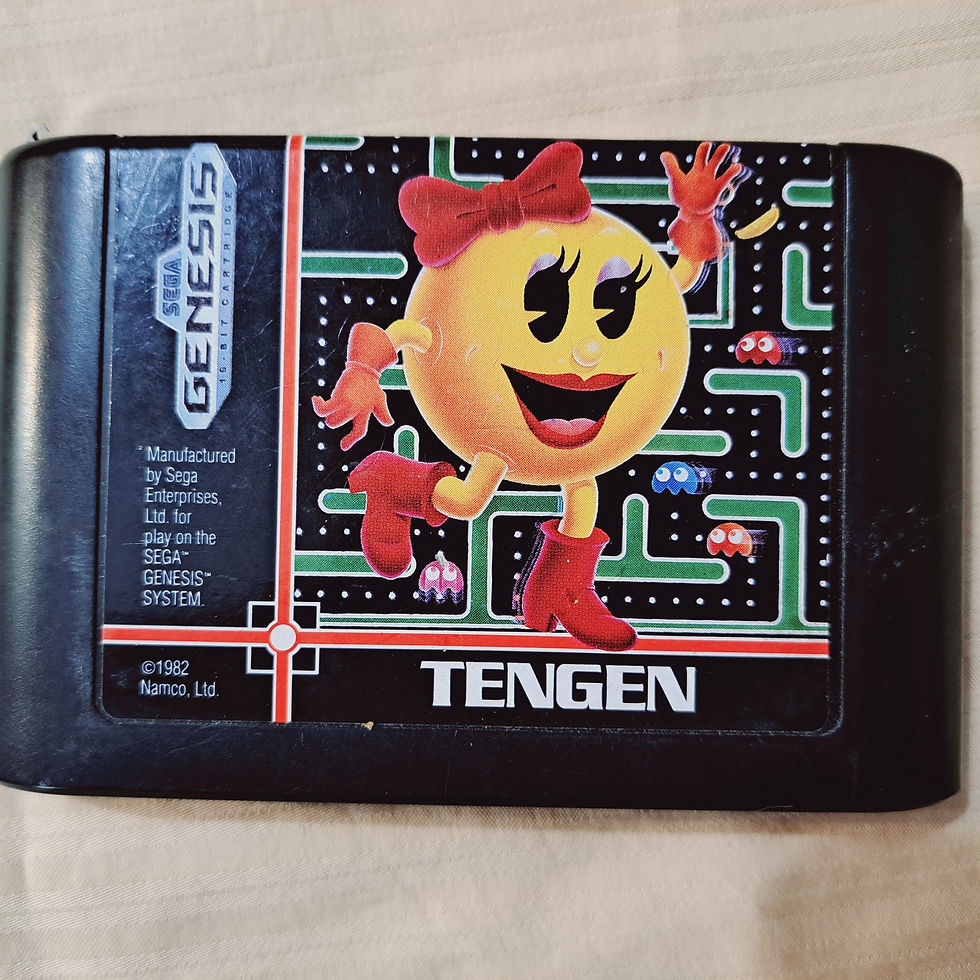 SEGA
GENESIS
16-BIT CARTRIDGE
Manufactured
by Sega
Enterprises,
Ltd. for
play on the
SEGA™
GENESIS™
SYSTEM.
©1982
Namco, Ltd.
TENGEN